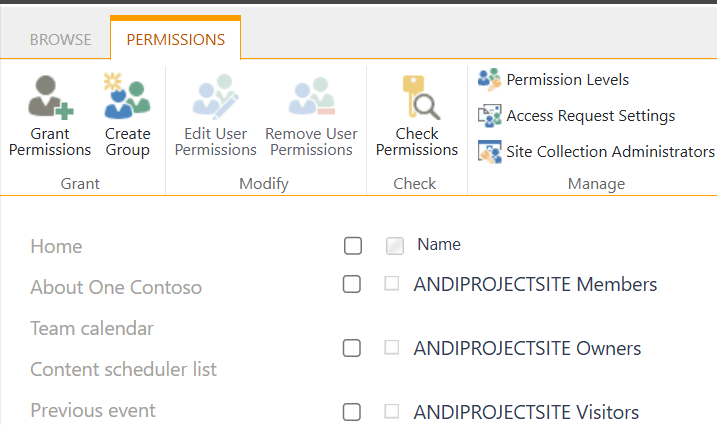 BROWSE PERMISSIONS
Grant Permissions
Create Group
Edit User Permissions
Remove User Permissions
Check Permissions
Permission Levels
Access Request Settings
Site Collection Administrators
Grant
Modify
Check
Manage
Home
About One Contoso
Team calendar
Content scheduler list
Previous event
Name
ANDIPROJECTSITE Members
ANDIPROJECTSITE Owners
ANDIPROJECTSITE Visitors